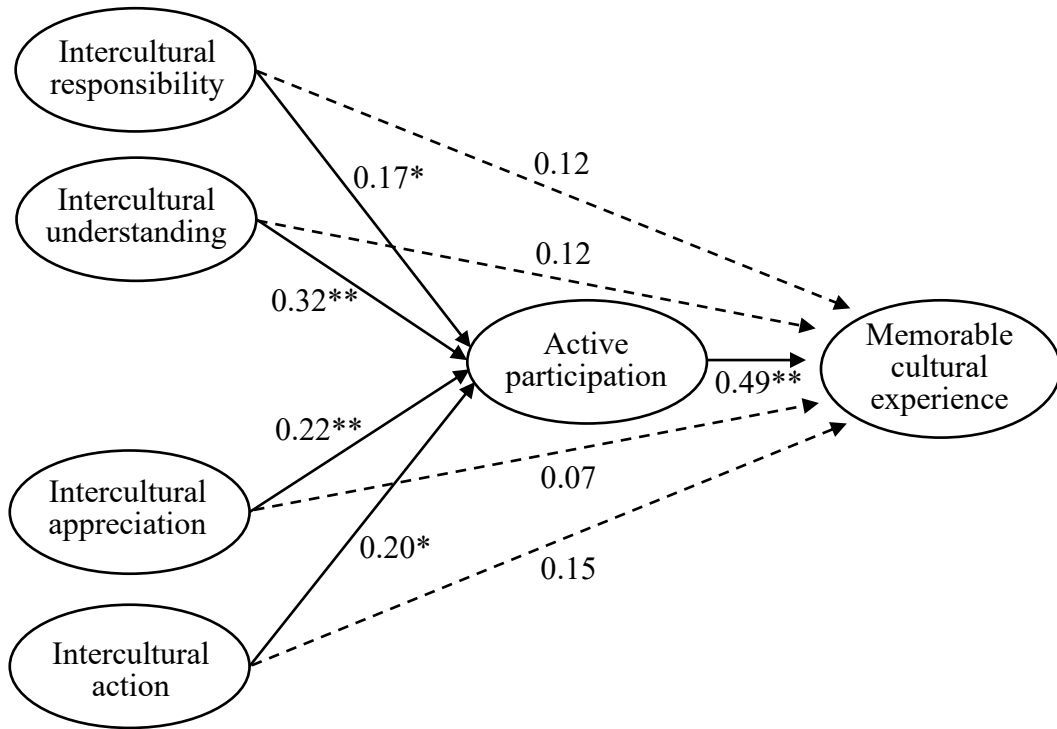 Intercultural
responsibility
0.12
0.17*
Intercultural
understanding
0.12
0.32**
Active
participation
0.49**
Memorable
cultural
experience
0.22**
0.07
Intercultural
appreciation
0.20*
0.15
Intercultural
action